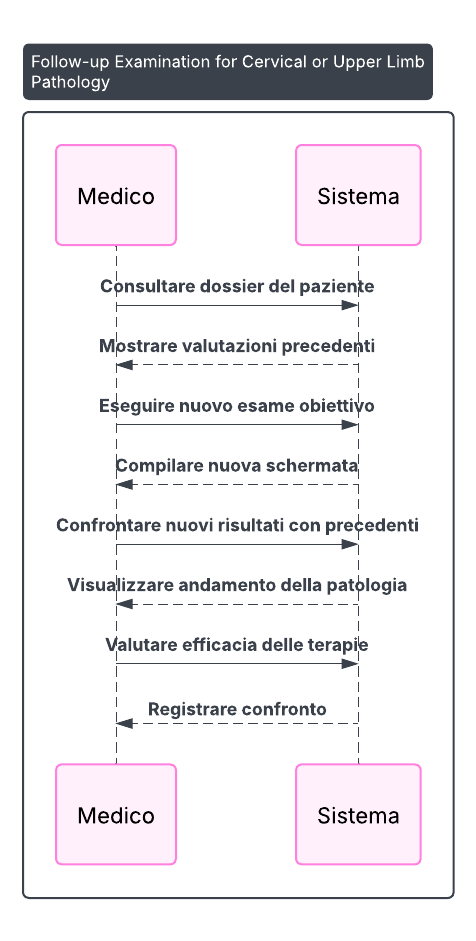 Follow-up Examination for Cervical or Upper Limb
Pathology
Medico
Sistema
Consultare dossier del paziente
Mostrare valutazioni precedenti
Eseguire nuovo esame obiettivo
Compilare nuova schermata
Confrontare nuovi risultati con precedenti
Visualizzare andamento della patologia
Valutare efficacia delle terapie
Registrare confronto
Medico
Sistema